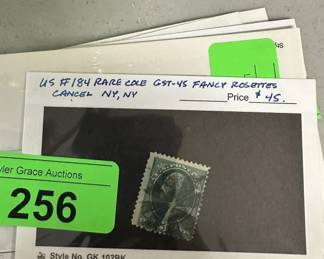 US #184 RARE COLE GST-45 FANCY ROSETTES
CANCEL NY, NY Price $45.
yler Grace Auctions
256
Style No. GK 102BK